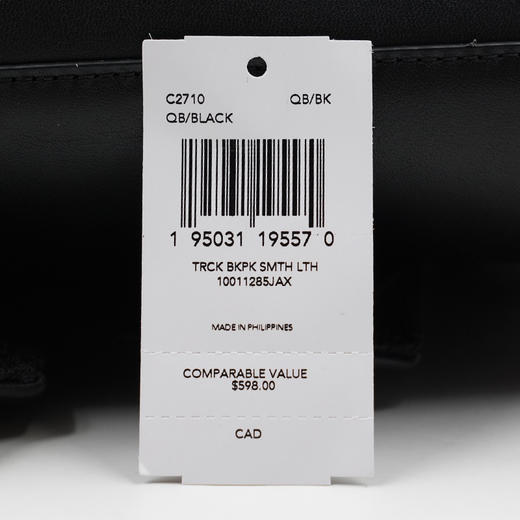 C2710 QB/BK
QB/BLACK
1 95031 19557 0
TRCK BKPK SMTH LTH
10011285JAX
MADE IN PHILIPPINES
COMPARABLE VALUE
$598.00
CAD